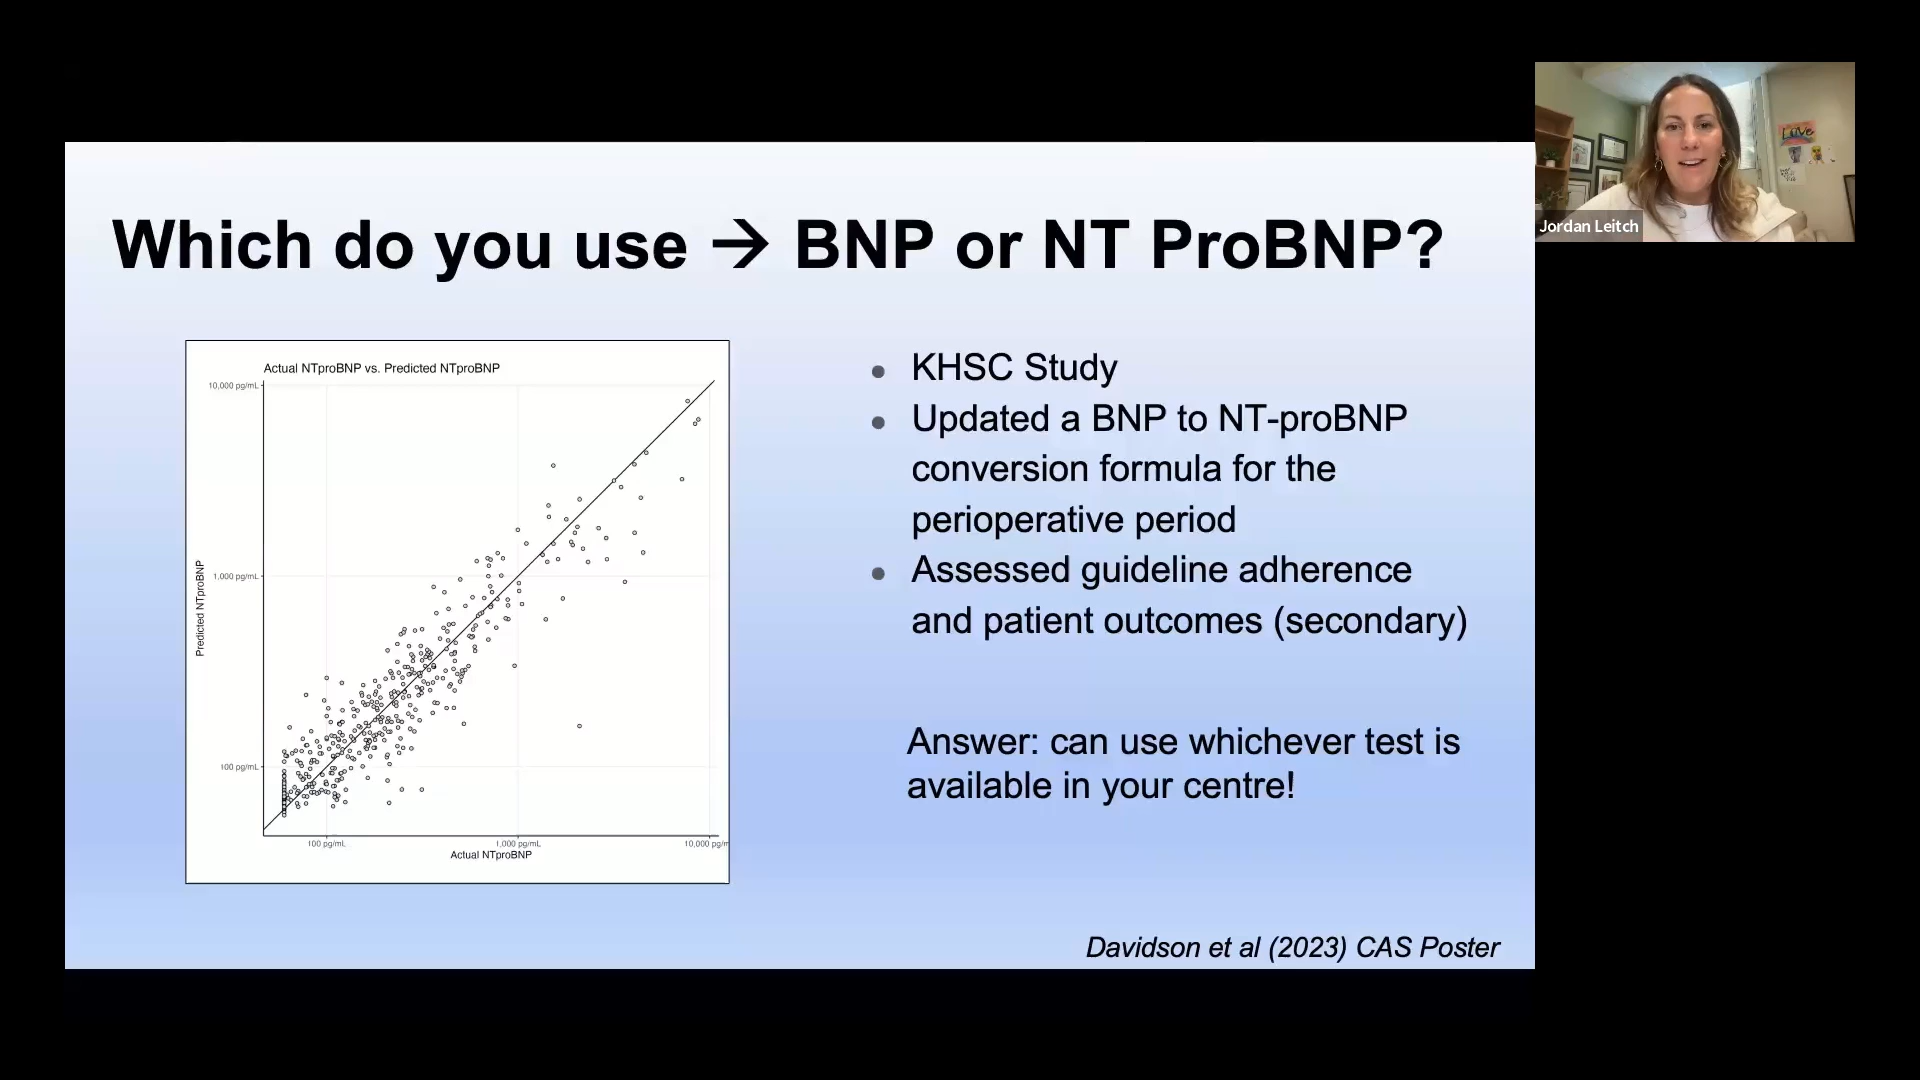 Which do you use → BNP or NT ProBNP?
Actual NTproBNP vs. Predicted NTproBNP
10,000 pg/mL
1,000 pg/mL
100 pg/mL
Predicted NTproBNP
100 pg/mL
1,000 pg/mL
10,000 pg/m
Actual NTproBNP
• KHSC Study
• Updated a BNP to NT-proBNP
conversion formula for the
perioperative period
• Assessed guideline adherence
and patient outcomes (secondary)
Answer: can use whichever test is
available in your centre!
Davidson et al (2023) CAS Poster
Love
Jordan Leitch